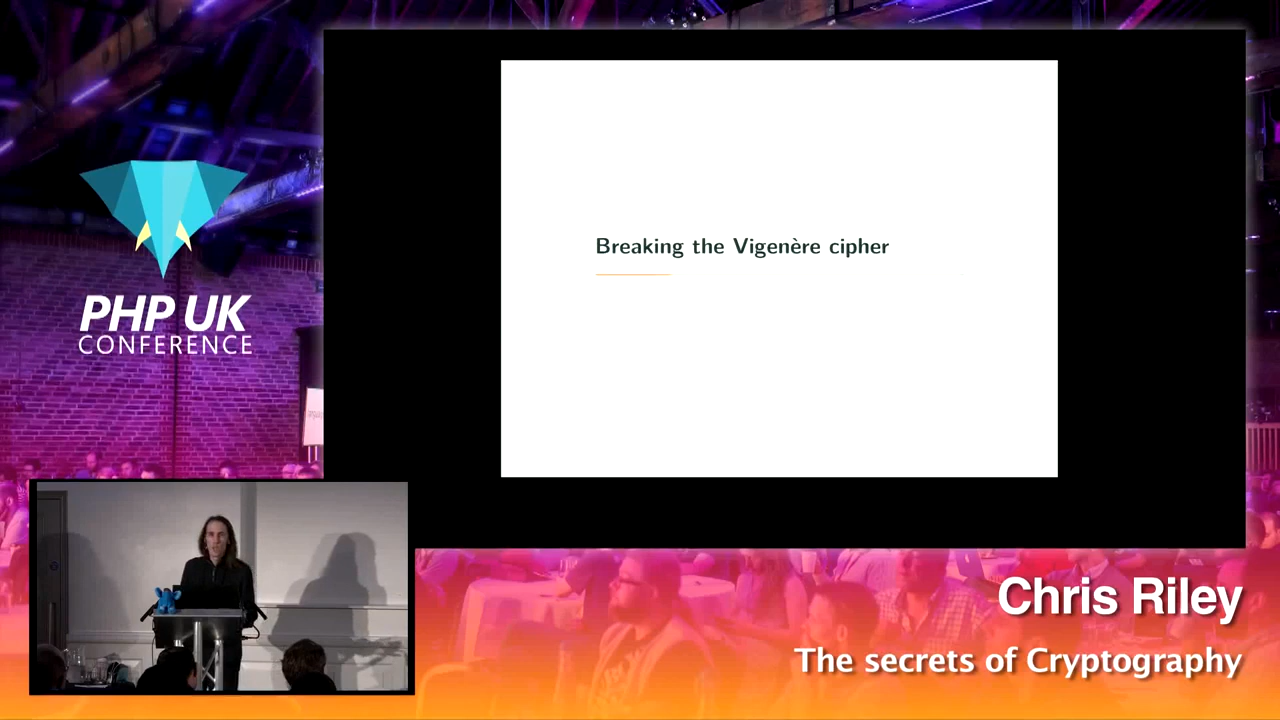 Breaking the Vigenère cipher
PHP UK
CONFERENCE
Chris Riley
The secrets of Cryptography